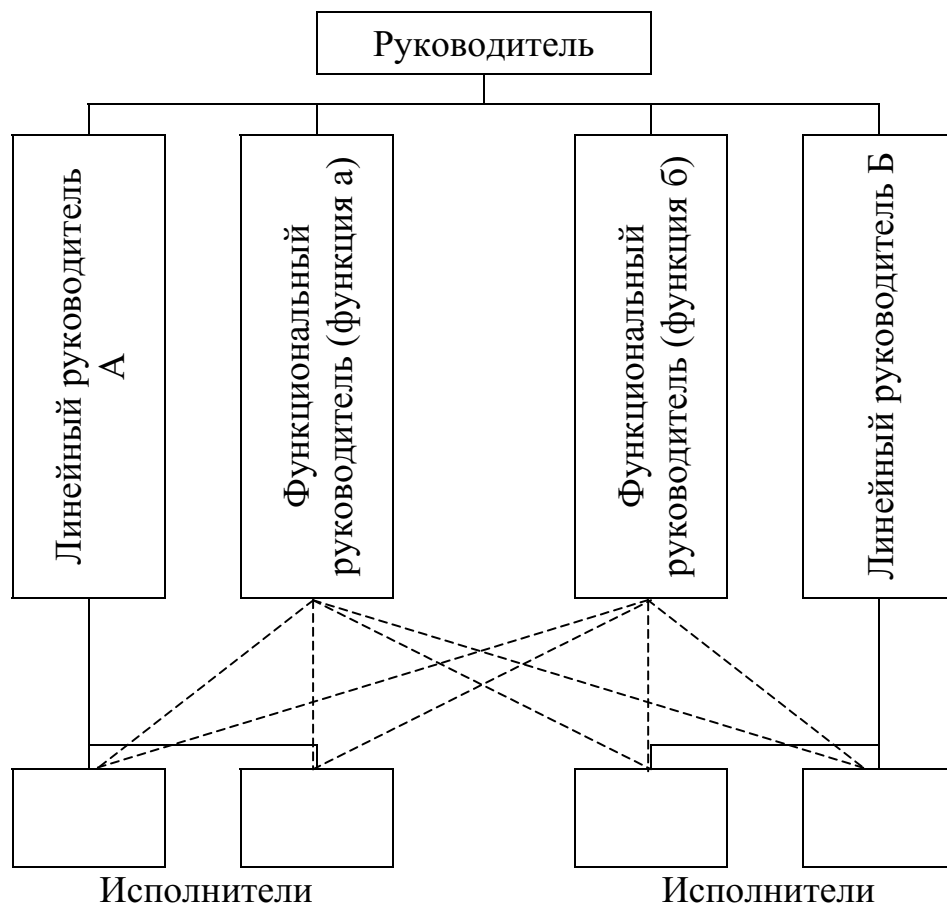 Руководитель
Линейный руководитель
А
Функциональный
руководитель (функция а)
Функциональный
руководитель (функция б)
Линейный руководитель Б
Исполнители
Исполнители